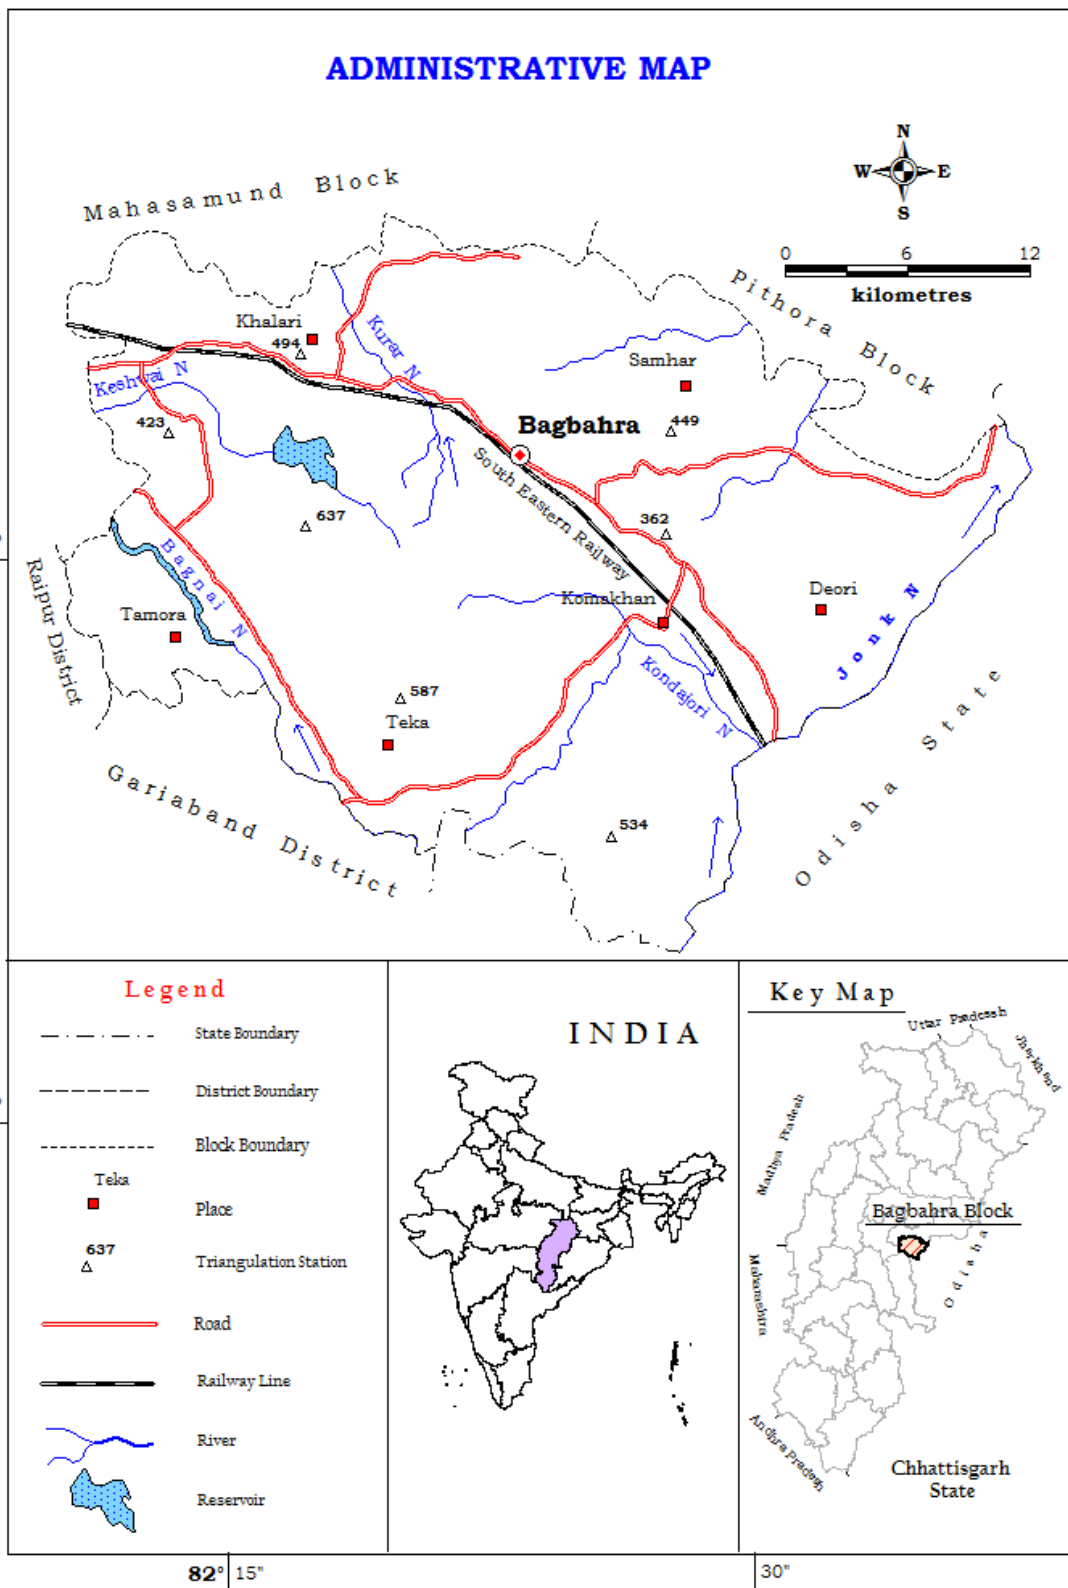 ADMINISTRATIVE MAP
N
W E
S
0 6 12
kilometres
Mahasamund Block
Pithora Block
Khalari
494
Kurar N
Samhar
Keshwai N
423
449
Bagbahra
South Eastern Railway
637
362
Raipur District
Bagnai N
Komakhan
Deori
Tamora
Jonk N
Kondajori N
587
Teka
Gariaband District
534
Odisha State
Legend
State Boundary
District Boundary
Block Boundary
Teka
Place
637
Triangulation Station
Road
Railway Line
River
Reservoir
INDIA
Key Map
Uttar Pradesh
Jharkhand
Madhya Pradesh
Bagbahra Block
Odisha
Maharashtra
Andhra Pradesh
Chhattisgarh
State
82° 15" 30"